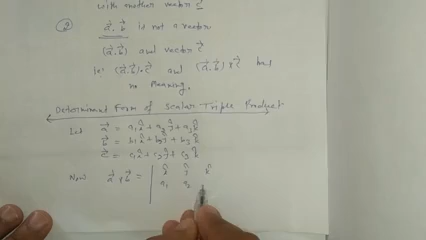 with another vector c⃗
② a⃗ . b⃗ is not a vector
(a⃗ . b⃗) and vector c⃗
i.e. (a⃗ . b⃗) . c⃗ and (a⃗ . b⃗) × c⃗ has
no meaning.
Determinant Form of Scalar Triple Product
Let a⃗ = a₁î + a₂ĵ + a₃k̂
b⃗ = b₁î + b₂ĵ + b₃k̂
c⃗ = c₁î + c₂ĵ + c₃k̂
Now a⃗ × b⃗ = | î ĵ k̂
a₁ a₂